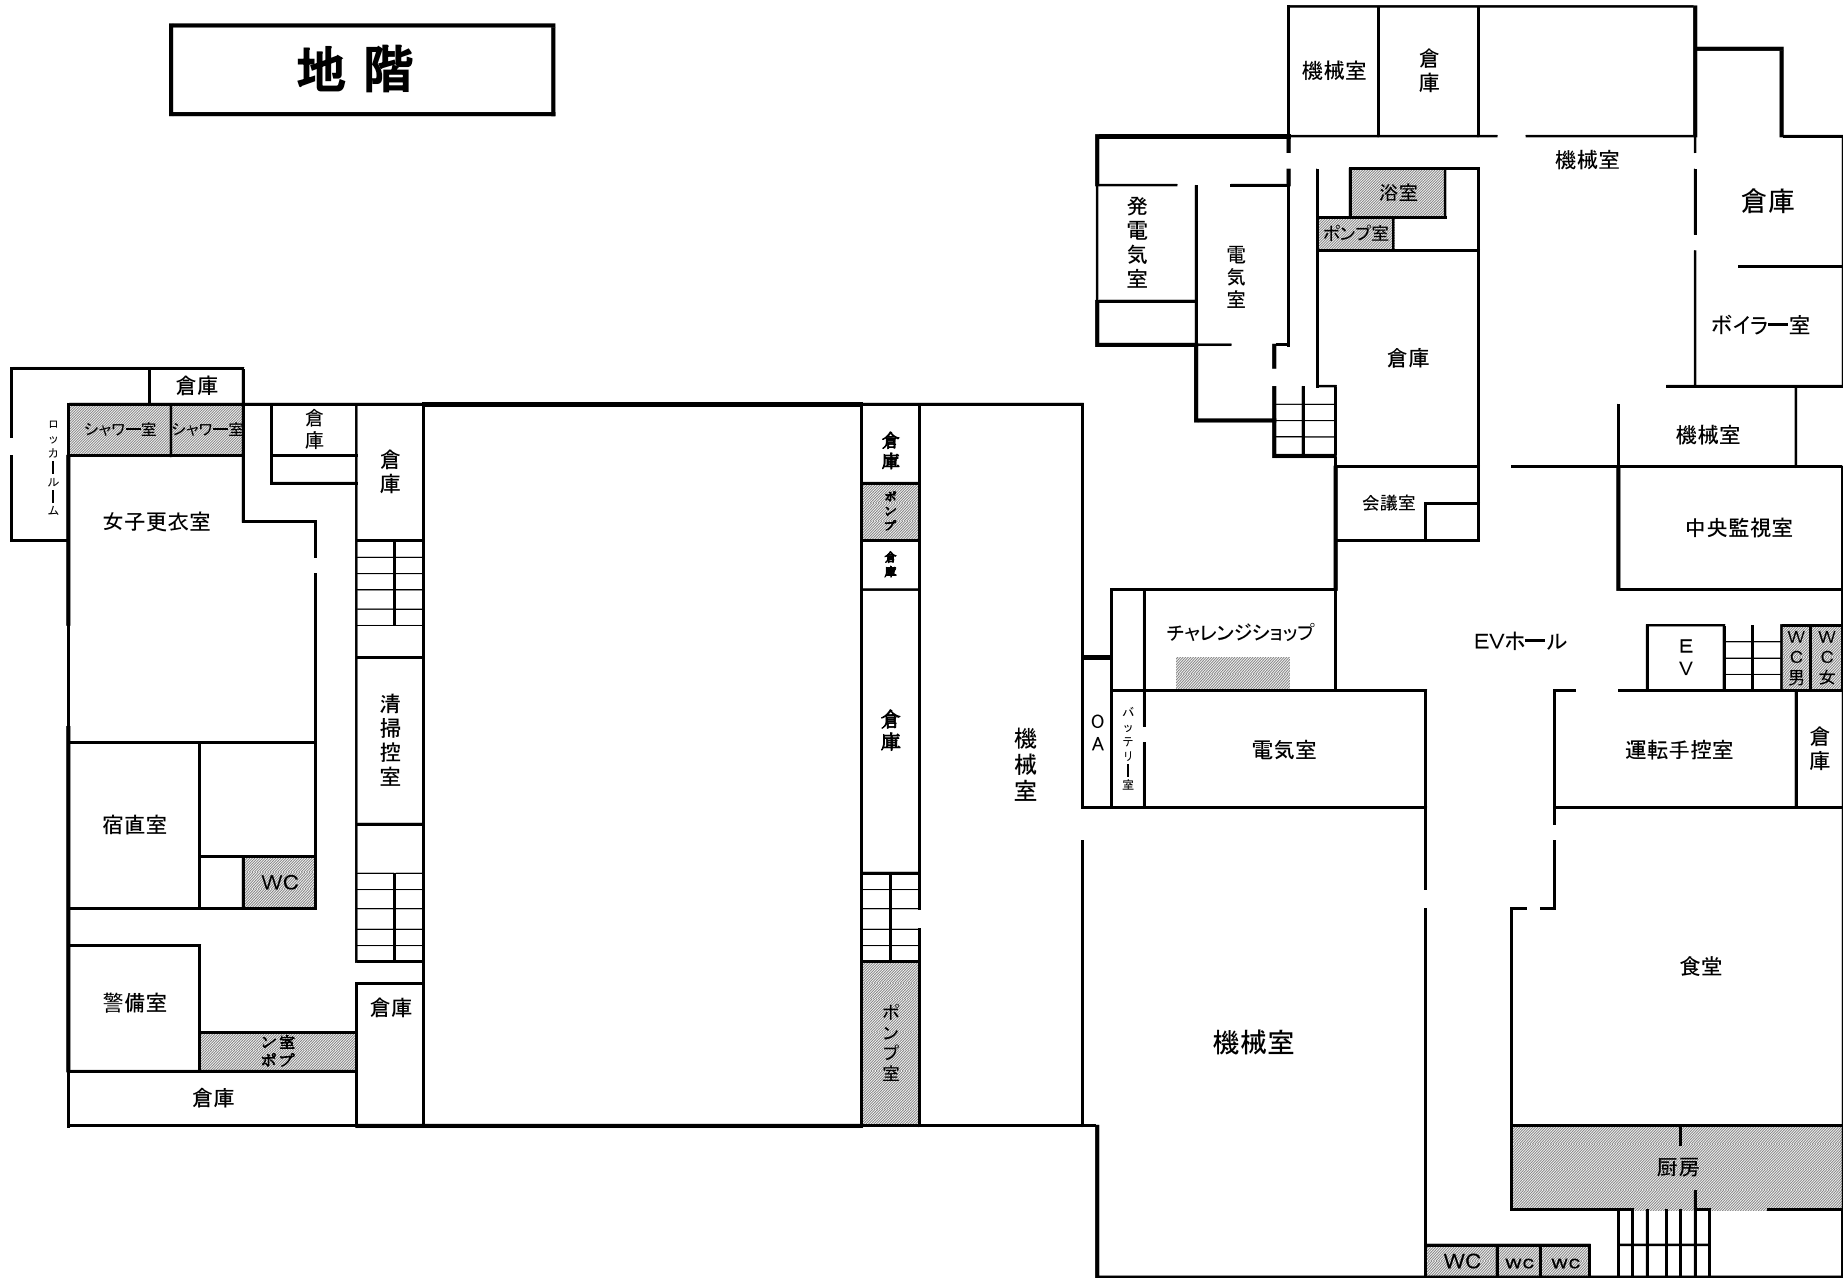 地階
機械室
倉庫
機械室
浴室
ポンプ室
倉庫
発電気室
電気室
ボイラー室
倉庫
機械室
会議室
中央監視室
倉庫
シャワー室
シャワー室
ロッカールーム
女子更衣室
倉庫
倉庫
倉庫
ポンプ
倉庫
チャレンジショップ
EVホール
EV
WC男
WC女
清掃控室
倉庫
機械室
OA
バッテリー室
電気室
運転手控室
倉庫
宿直室
WC
食堂
警備室
倉庫
ン室
ポプ
ポンプ室
機械室
倉庫
厨房
WC
WC
WC